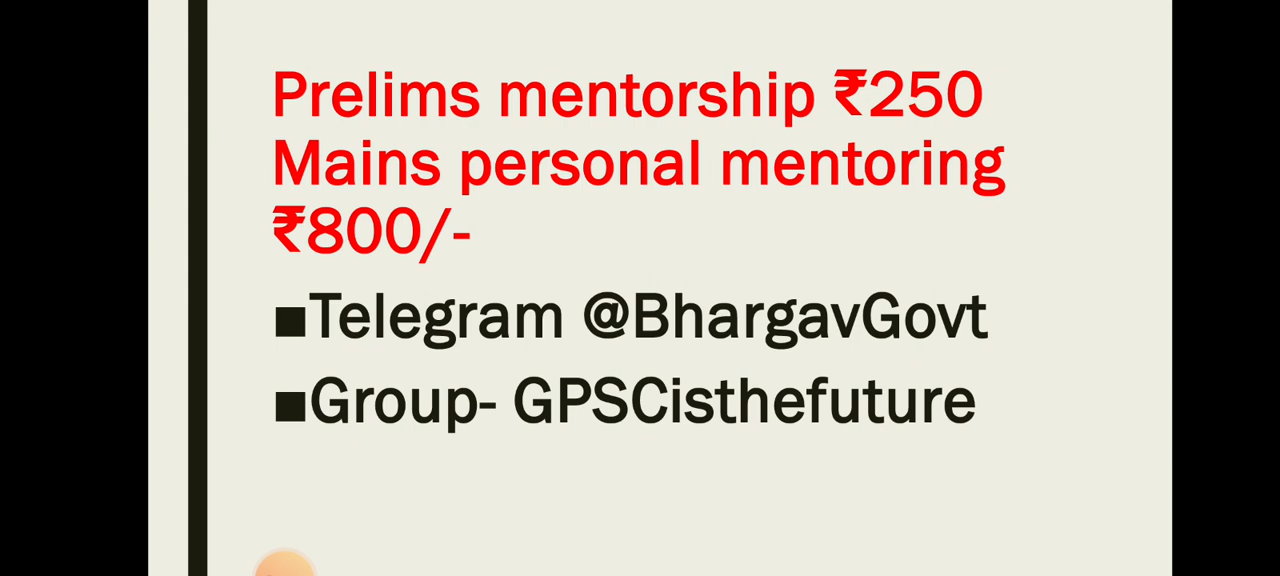 Prelims mentorship ₹250
Mains personal mentoring
₹800/-
■Telegram @BhargavGovt
■Group- GPSCisthefuture